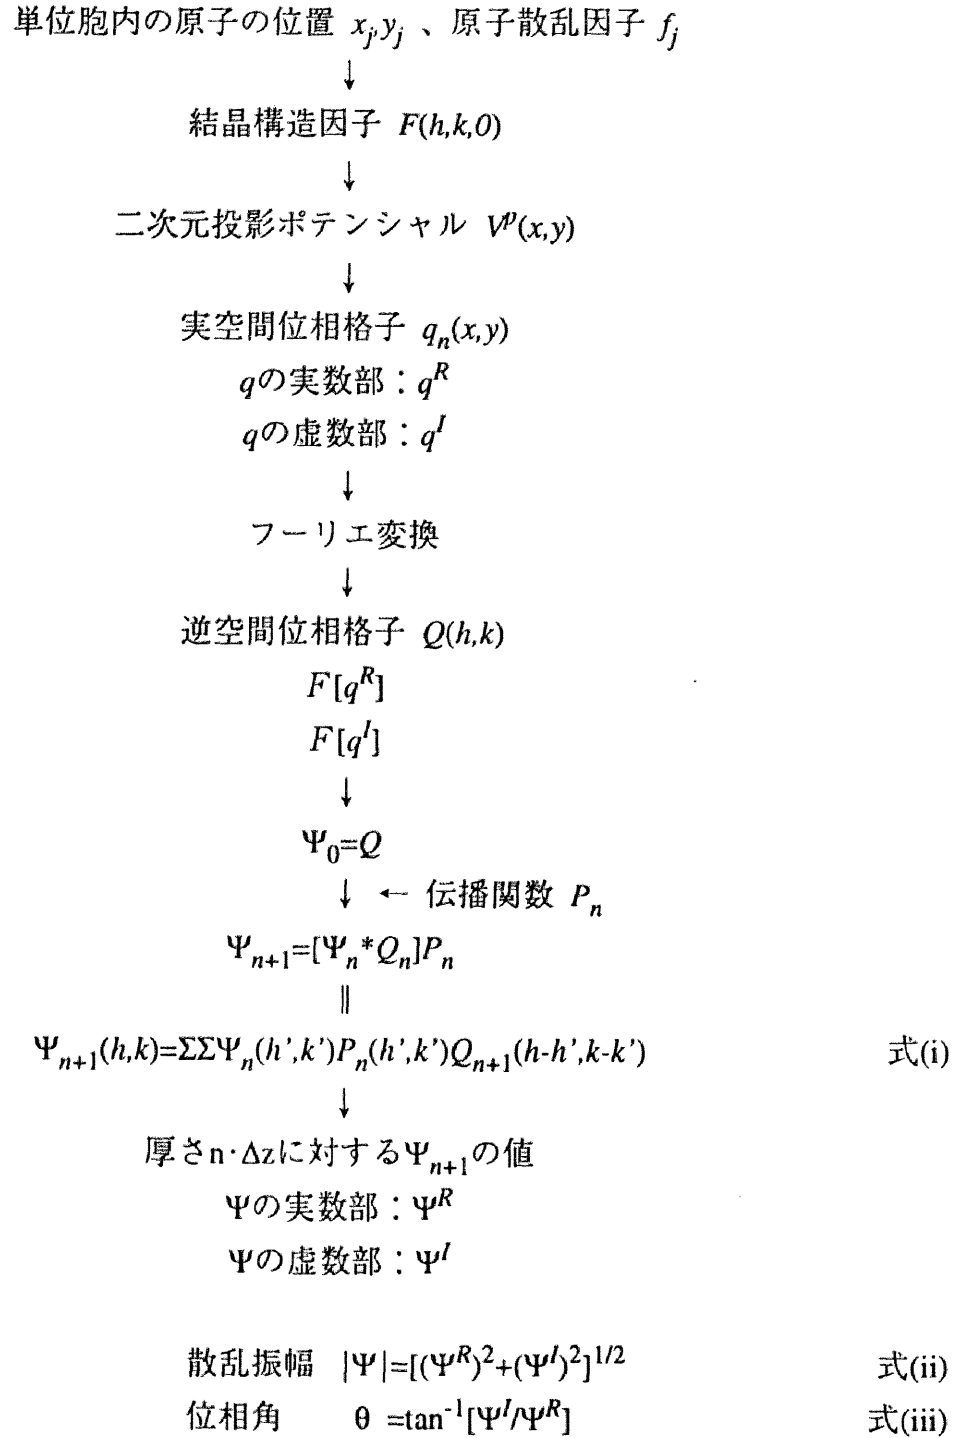 単位胞内の原子の位置 x_j,y_j 、原子散乱因子 f_j
↓
結晶構造因子 F(h,k,0)
↓
二次元投影ポテンシャル V^p(x,y)
↓
実空間位相格子 q_n(x,y)
qの実数部：q^R
qの虚数部：q^I
↓
フーリエ変換
↓
逆空間位相格子 Q(h,k)
F[q^R]
F[q^I]
↓
Ψ_0=Q
↓ ← 伝播関数 P_n
Ψ_{n+1}=[Ψ_n*Q_n]P_n
||
Ψ_{n+1}(h,k)=ΣΣΨ_n(h',k')P_n(h',k')Q_{n+1}(h-h',k-k') 式(i)
↓
厚さn·Δzに対するΨ_{n+1}の値
Ψの実数部：Ψ^R
Ψの虚数部：Ψ^I
散乱振幅 |Ψ|=[(Ψ^R)^2+(Ψ^I)^2]^{1/2} 式(ii)
位相角 θ =tan^{-1}[Ψ^I/Ψ^R] 式(iii)